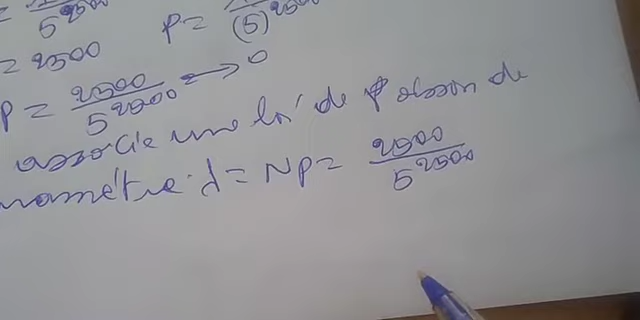 5^2500
= 2500 P = (5)^2500
P = 2500/5^2500 → 0
associe une loi de Poisson de
ramètre λ = Np = 2500/5^2500